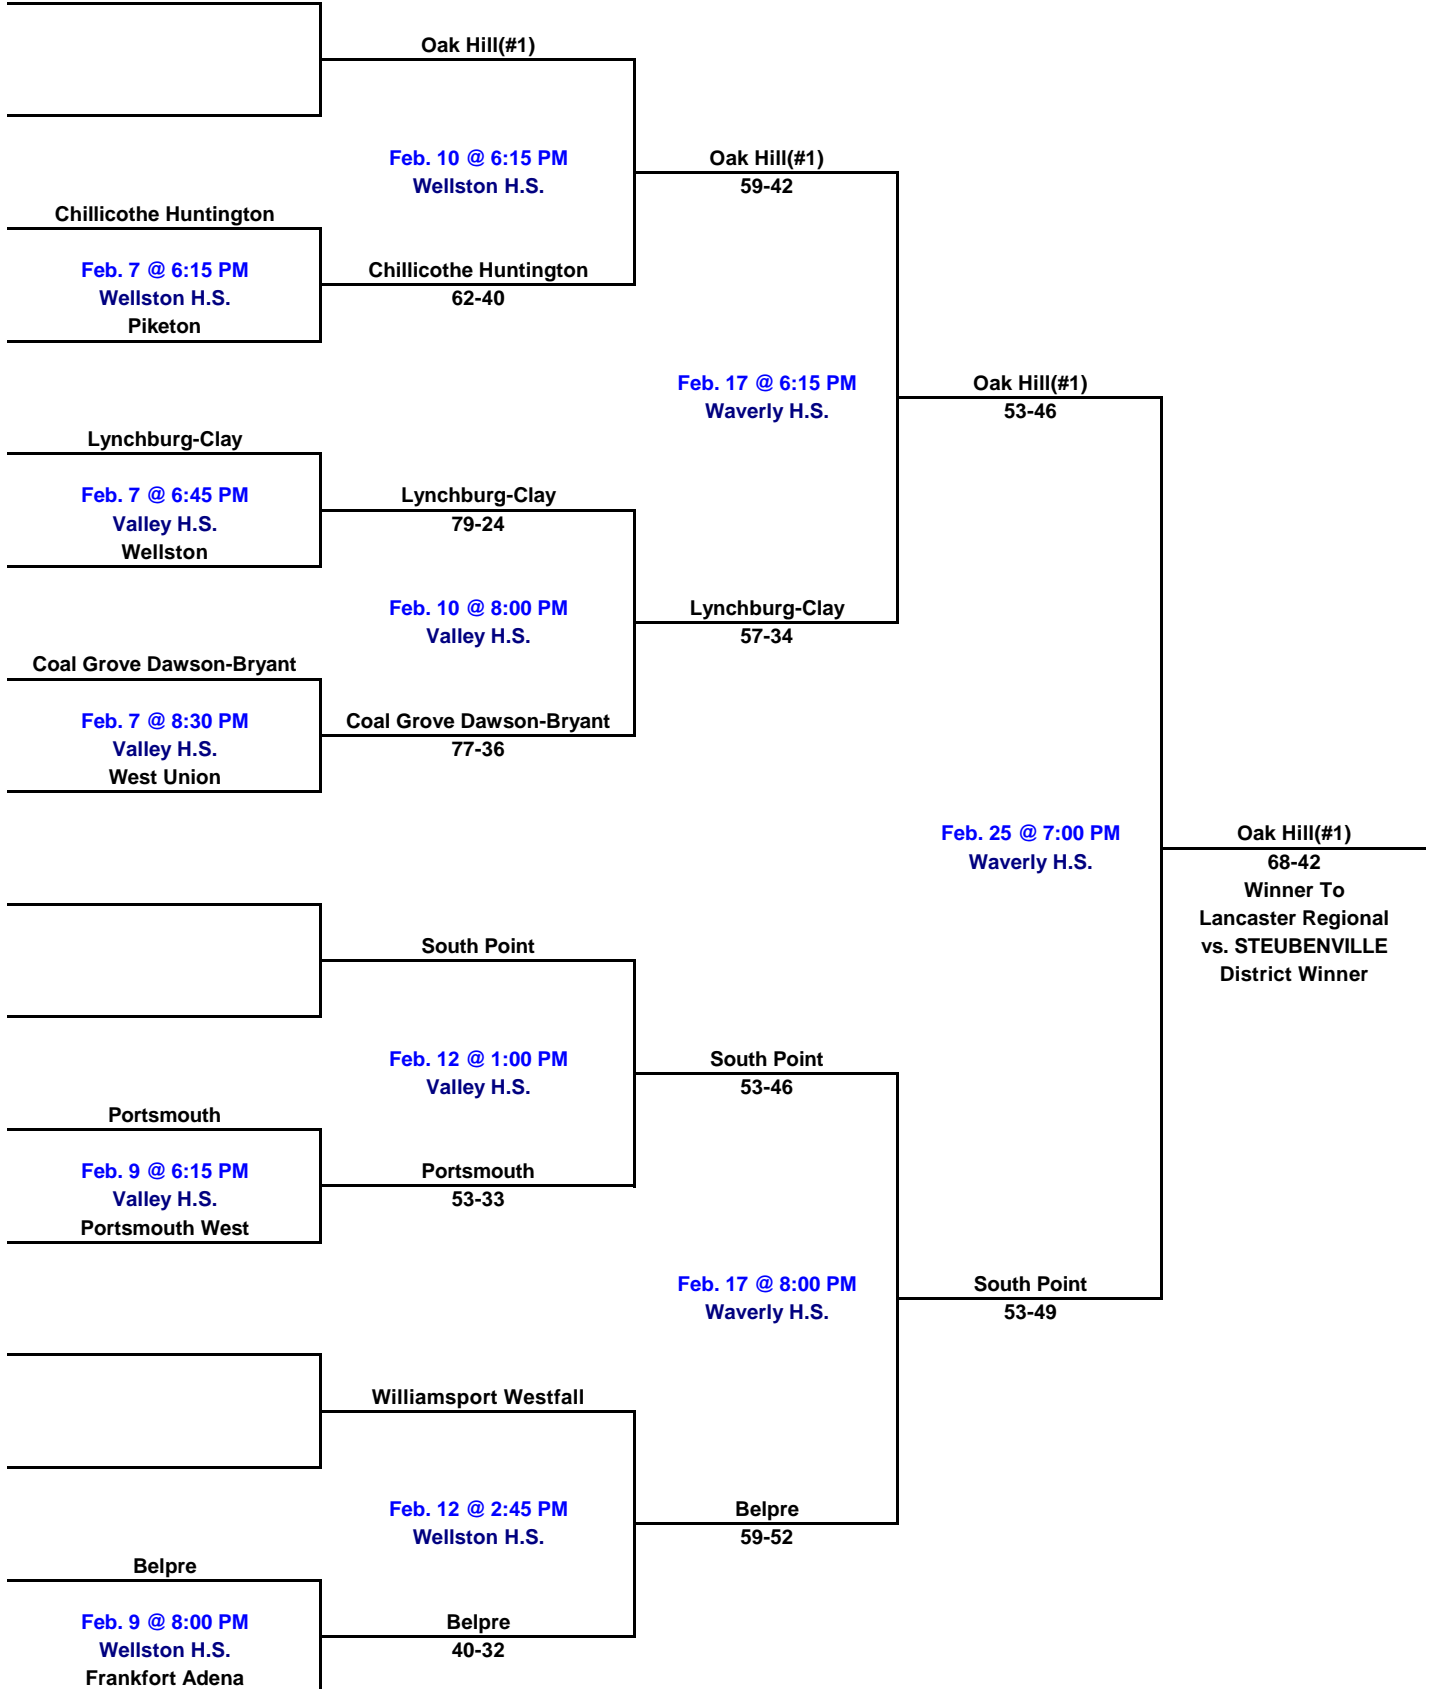 Oak Hill(#1)
Feb. 10 @ 6:15 PM
Wellston H.S.
Oak Hill(#1)
59-42
Chillicothe Huntington
Feb. 7 @ 6:15 PM
Wellston H.S.
Piketon
Chillicothe Huntington
62-40
Feb. 17 @ 6:15 PM
Waverly H.S.
Oak Hill(#1)
53-46
Lynchburg-Clay
Feb. 7 @ 6:45 PM
Valley H.S.
Wellston
Lynchburg-Clay
79-24
Feb. 10 @ 8:00 PM
Valley H.S.
Lynchburg-Clay
57-34
Coal Grove Dawson-Bryant
Feb. 7 @ 8:30 PM
Valley H.S.
West Union
Coal Grove Dawson-Bryant
77-36
Feb. 25 @ 7:00 PM
Waverly H.S.
Oak Hill(#1)
68-42
Winner To
Lancaster Regional
vs. STEUBENVILLE
District Winner
South Point
Feb. 12 @ 1:00 PM
Valley H.S.
South Point
53-46
Portsmouth
Feb. 9 @ 6:15 PM
Valley H.S.
Portsmouth West
Portsmouth
53-33
Feb. 17 @ 8:00 PM
Waverly H.S.
South Point
53-49
Williamsport Westfall
Feb. 12 @ 2:45 PM
Wellston H.S.
Belpre
59-52
Belpre
Feb. 9 @ 8:00 PM
Wellston H.S.
Frankfort Adena
Belpre
40-32